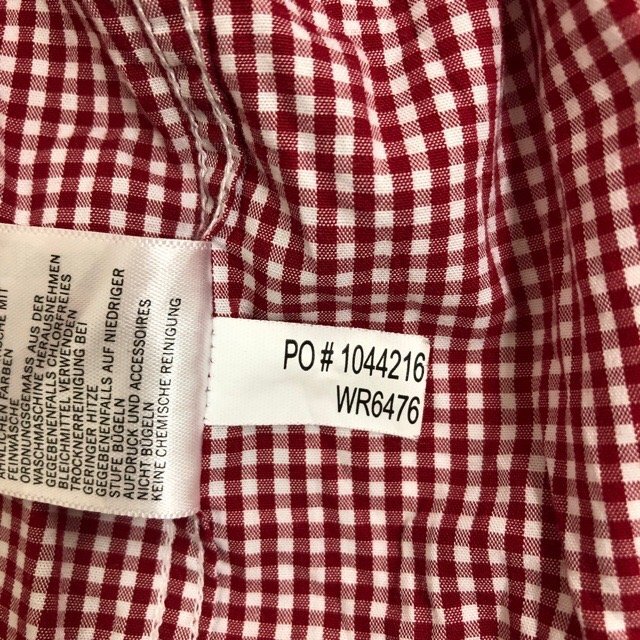 ÄHNLICHEN FARBEN
FEINWÄSCHE
ORDNUNGSGEMÄSS AUS DER
WASCHMASCHINE HERAUSNEHMEN
GEGEBENENFALLS CHLORFREIES
BLEICHMITTEL VERWENDEN
TROCKNERREINIGUNG BEI
GERINGER HITZE
GEGEBENENFALLS AUF NIEDRIGER
STUFE BÜGELN
AUFDRUCK UND ACCESSOIRES
NICHT BÜGELN
KEINE CHEMISCHE REINIGUNG
PO # 1044216
WR6476